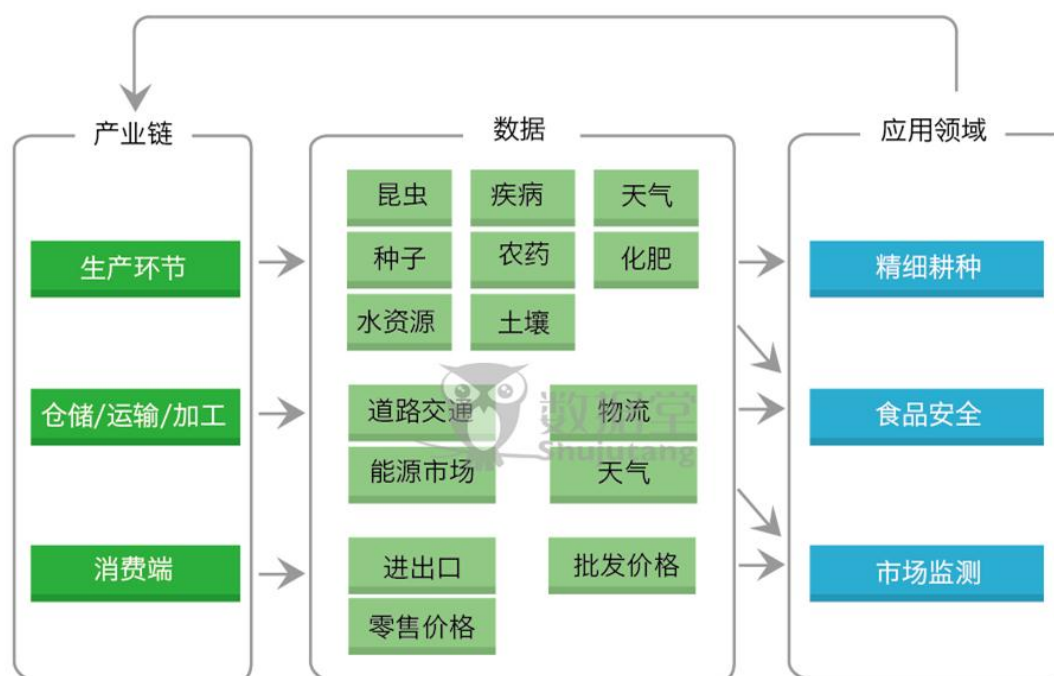 产业链
数据
应用领域
生产环节
昆虫
疾病
天气
种子
农药
化肥
水资源
土壤
精细耕种
仓储/运输/加工
道路交通
物流
能源市场
天气
数据堂
Shujutang
食品安全
消费端
进出口
批发价格
零售价格
市场监测